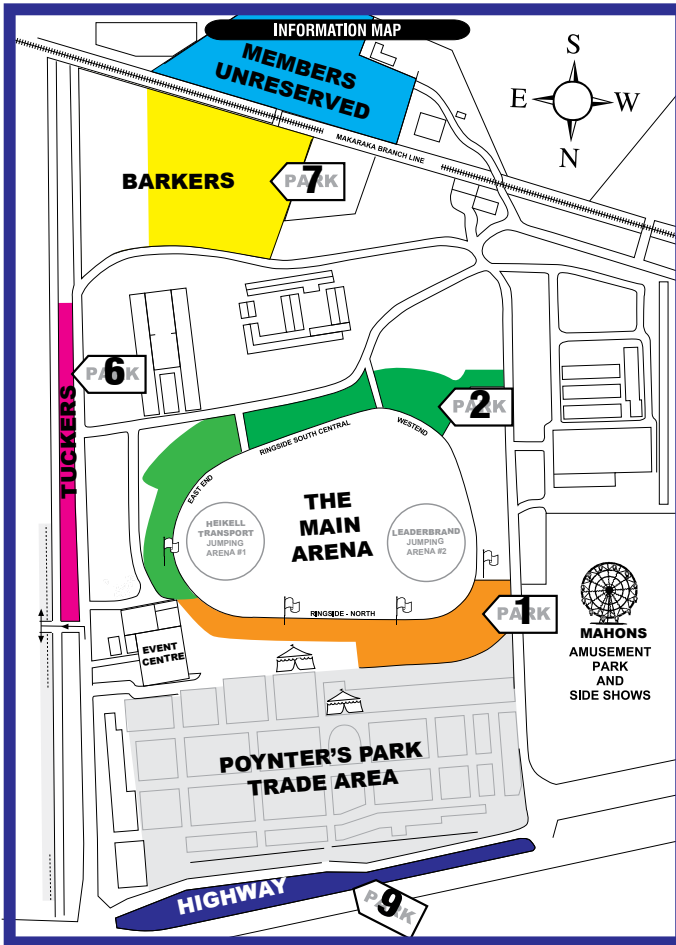 INFORMATION MAP
MEMBERS
UNRESERVED
S
E
W
N
MAKARAKA BRANCH LINE
BARKERS
PARK
7
PARK
6
TUCKERS
PARK
2
RINGSIDE SOUTH CENTRAL
WESTEND
EAST END
THE
MAIN
ARENA
HEIKELL
TRANSPORT
JUMPING
ARENA #1
LEADERBRAND
JUMPING
ARENA #2
RINGSIDE - NORTH
PARK
1
MAHONS
AMUSEMENT
PARK
AND
SIDE SHOWS
EVENT
CENTRE
POYNTER'S PARK
TRADE AREA
HIGHWAY
PARK
9